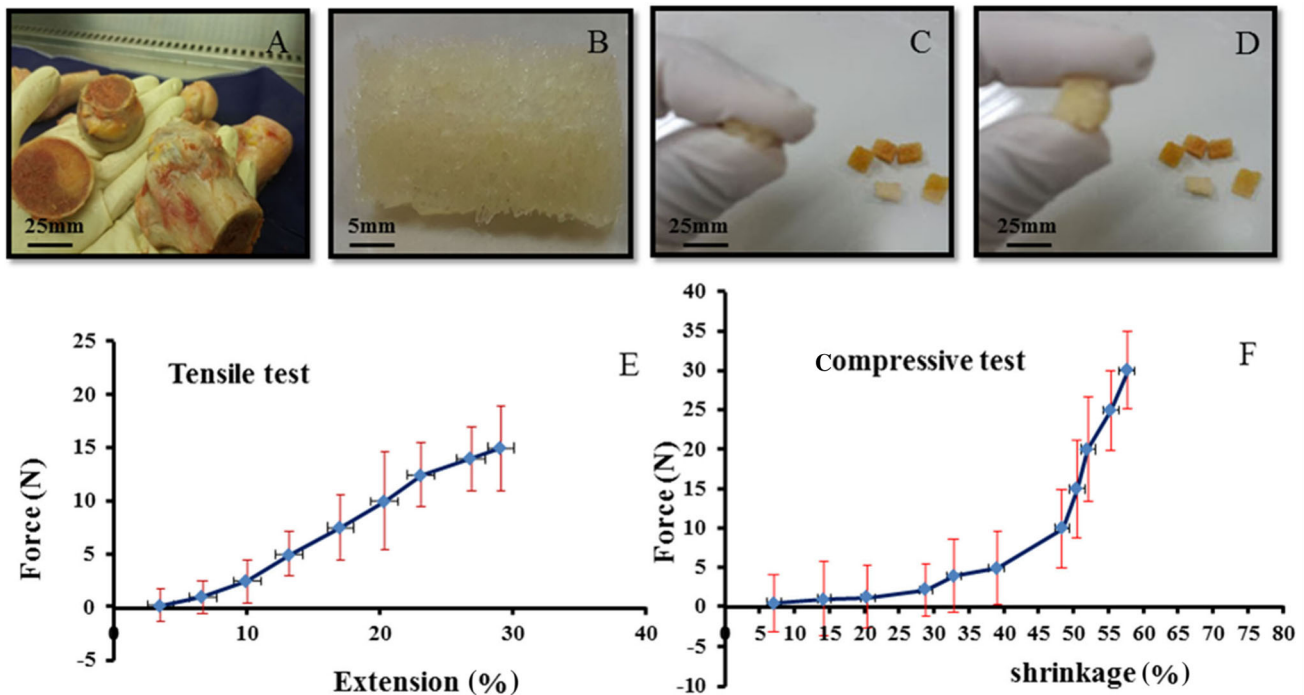 A
B
C
D
25mm
5mm
25mm
25mm
Tensile test
E
Force (N)
25
20
15
10
5
0
-5
0
10
20
30
40
Extension (%)
Compressive test
F
Force (N)
40
35
30
25
20
15
10
5
0
-5
-10
0 5 10 15 20 25 30 35 40 45 50 55 60 65 70 75 80
shrinkage (%)